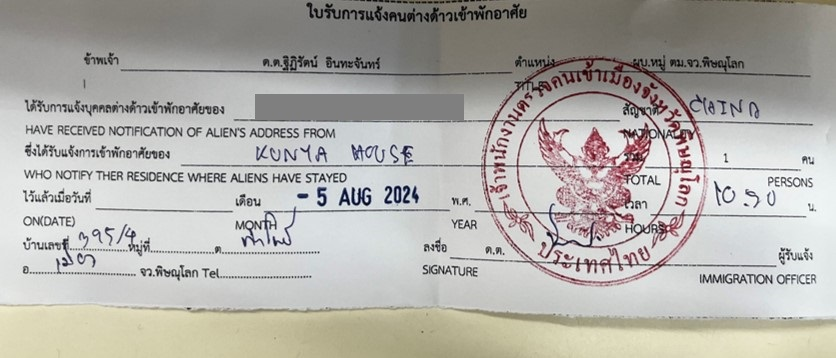 ใบรับการแจ้งคนต่างด้าวเข้าพักอาศัย
ข้าพเจ้า ต.ต.ฐิฏิรัตน์ อินทะจันทร์ ตำแหน่ง ผบ.หมู่ ตม.จว.พิษณุโลก
TITLE
ได้รับการแจ้งบุคคลต่างด้าวเข้าพักอาศัยของ สัญชาติ CHINA
HAVE RECEIVED NOTIFICATION OF ALIEN'S ADDRESS FROM NATIONALITY
ซึ่งได้รับแจ้งการเข้าพักอาศัยของ KUNYA HOUSE รวม 1 คน
WHO NOTIFY THER RESIDENCE WHERE ALIENS HAVE STAYED TOTAL PERSONS
ไว้แล้วเมื่อวันที่ เดือน - 5 AUG 2024 พ.ศ. เวลา น.
ON(DATE) MONTH YEAR HOURS
บ้านเลขที่ 395/4 หมู่ที่ ต. ลงชื่อ ต.ต. ผู้รับแจ้ง
อ. เมือง จว.พิษณุโลก Tel SIGNATURE IMMIGRATION OFFICER
เจ้าพนักงานตรวจคนเข้าเมืองจังหวัดพิษณุโลก
ประเทศไทย